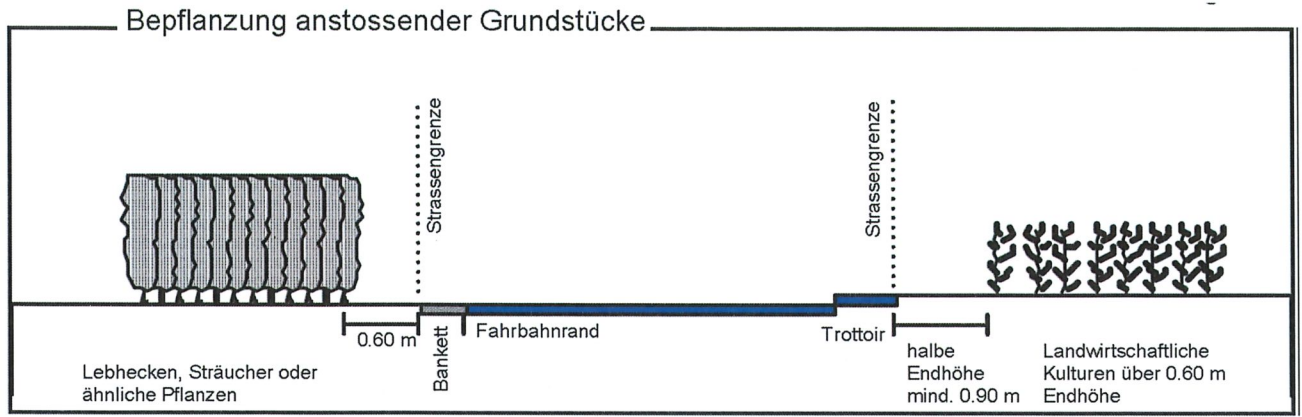 Bepflanzung anstossender Grundstücke
Strassengrenze
Strassengrenze
0.60 m
Bankett
Fahrbahnrand
Trottoir
Lebhecken, Sträucher oder
ähnliche Pflanzen
halbe
Endhöhe
mind. 0.90 m
Landwirtschaftliche
Kulturen über 0.60 m
Endhöhe